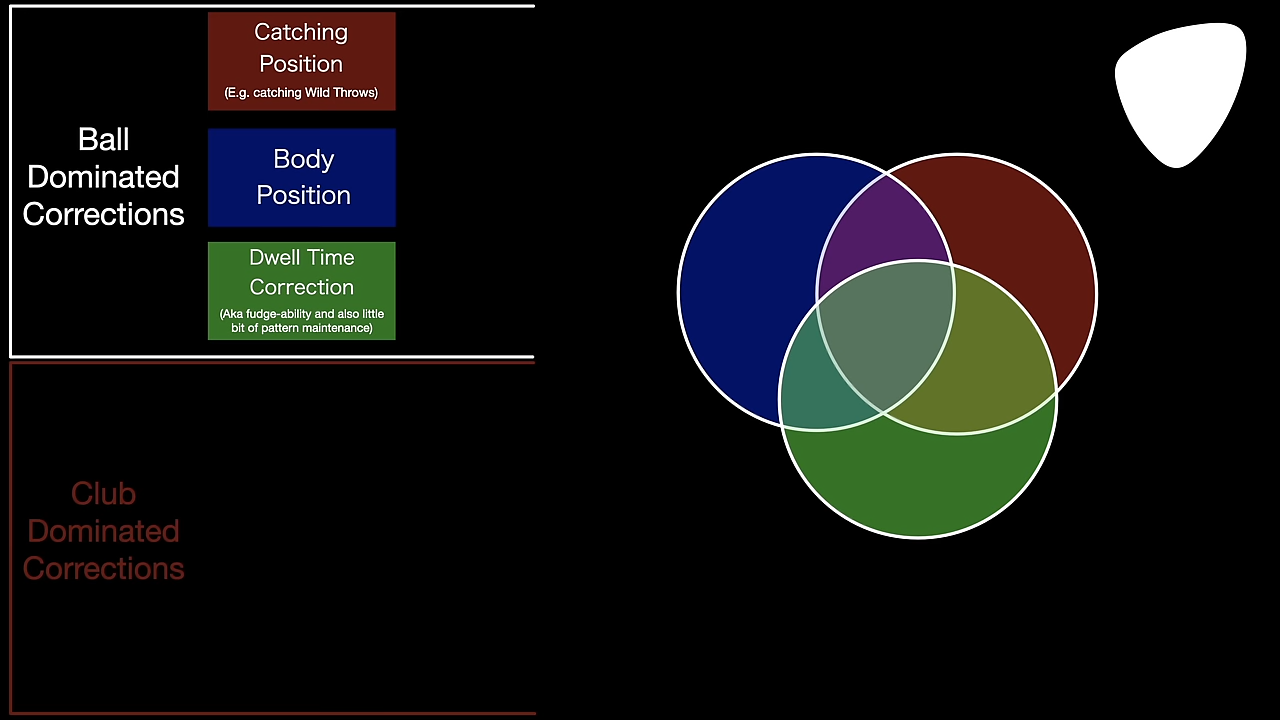 Ball
Dominated
Corrections
Catching
Position
(E.g. catching Wild Throws)
Body
Position
Dwell Time
Correction
(Aka fudge-ability and also little
bit of pattern maintenance)
Club
Dominated
Corrections